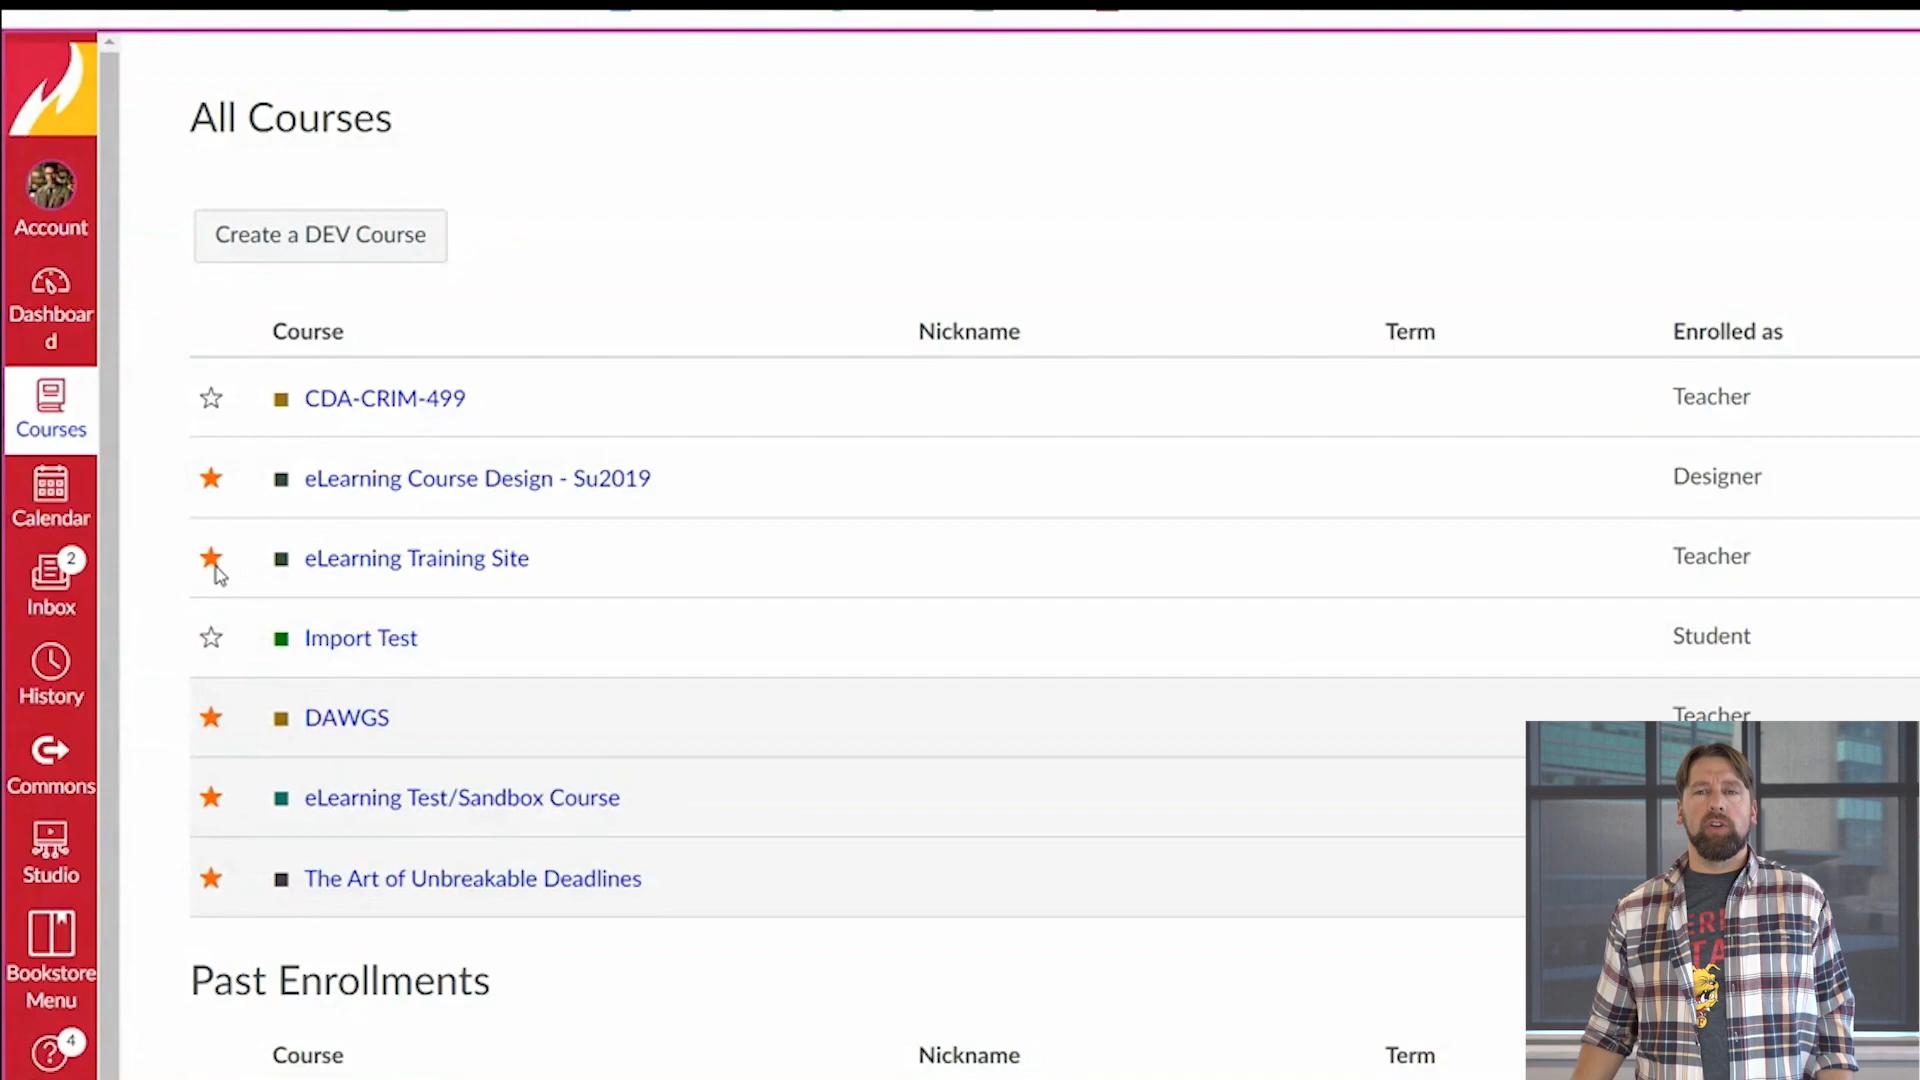 All Courses
Create a DEV Course
Course Nickname Term Enrolled as
CDA-CRIM-499 Teacher
eLearning Course Design - Su2019 Designer
eLearning Training Site Teacher
Import Test Student
DAWGS Teacher
eLearning Test/Sandbox Course
The Art of Unbreakable Deadlines
Past Enrollments
Course Nickname Term
Account
Dashboar
d
Courses
Calendar
2
Inbox
History
Commons
Studio
Bookstore
Menu
4
?
ERI
TA